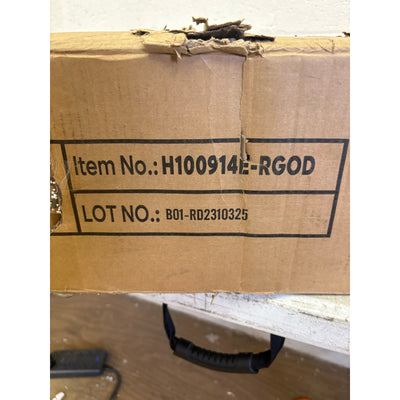 Item No.: H100914E-RGOD
LOT NO.: B01-RD2310325